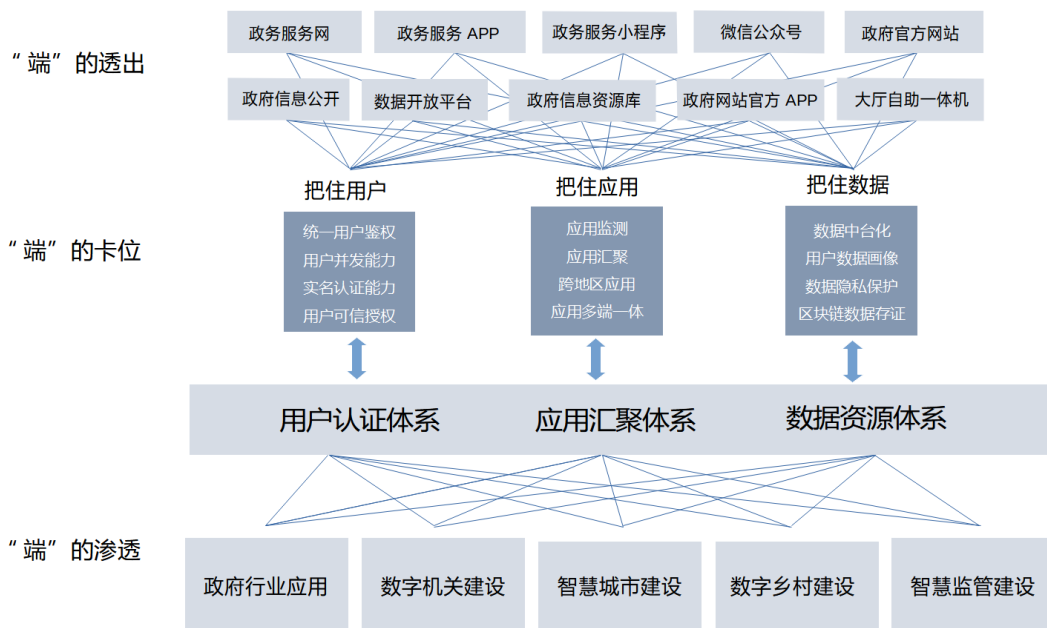 “端”的透出
政务服务网
政务服务 APP
政务服务小程序
微信公众号
政府官方网站
政府信息公开
数据开放平台
政府信息资源库
政府网站官方 APP
大厅自助一体机
“端”的卡位
把住用户
统一用户鉴权
用户并发能力
实名认证能力
用户可信授权
把住应用
应用监测
应用汇聚
跨地区应用
应用多端一体
把住数据
数据中台化
用户数据画像
数据隐私保护
区块链数据存证
用户认证体系
应用汇聚体系
数据资源体系
“端”的渗透
政府行业应用
数字机关建设
智慧城市建设
数字乡村建设
智慧监管建设